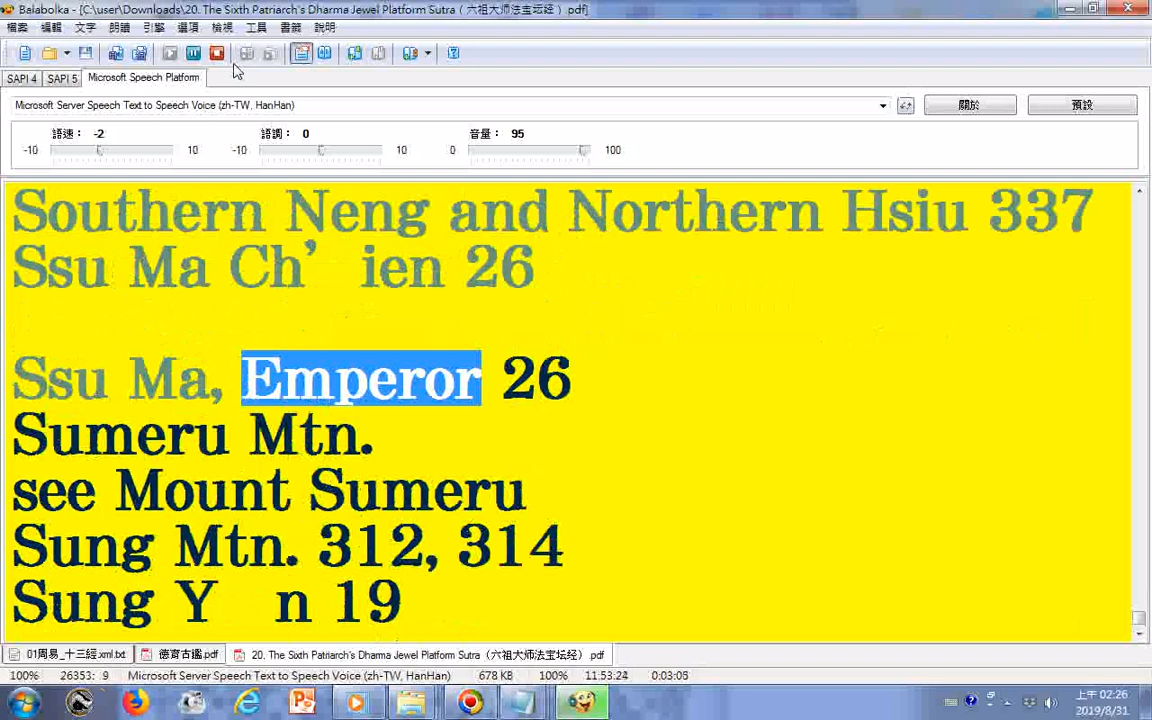 Balabolka - [C:\user\Downloads\20. The Sixth Patriarch's Dharma Jewel Platform Sutra（六祖大师法宝坛经）.pdf]
檔案 編輯 文字 朗讀 引擎 選項 檢視 工具 書籤 說明
SAPI 4 SAPI 5 Microsoft Speech Platform
Microsoft Server Speech Text to Speech Voice (zh-TW, HanHan) 關於 預設
語速： -2 語調： 0 音量： 95
-10 10 -10 10 0 100
Southern Neng and Northern Hsiu 337
Ssu Ma Ch’ ien 26
Ssu Ma, Emperor 26
Sumeru Mtn.
see Mount Sumeru
Sung Mtn. 312, 314
Sung Y n 19
01周易_十三經.xml.txt 德育古鑑.pdf 20. The Sixth Patriarch's Dharma Jewel Platform Sutra（六祖大师法宝坛经）.pdf
100% 26353: 9 Microsoft Server Speech Text to Speech Voice (zh-TW, HanHan) 678 KB 100% 11:53:24 0:03:05
上午 02:26
2019/8/31